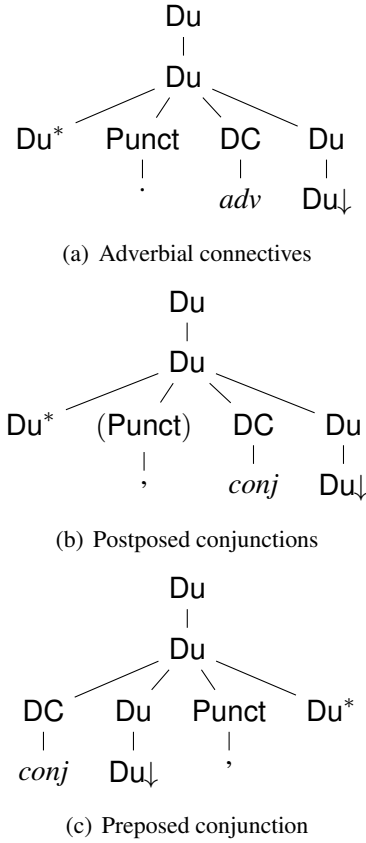 Du
Du
Du* Punct DC Du
. adv Du↓
(a) Adverbial connectives
Du
Du
Du* (Punct) DC Du
, conj Du↓
(b) Postposed conjunctions
Du
Du
DC Du Punct Du*
conj Du↓ ,
(c) Preposed conjunction